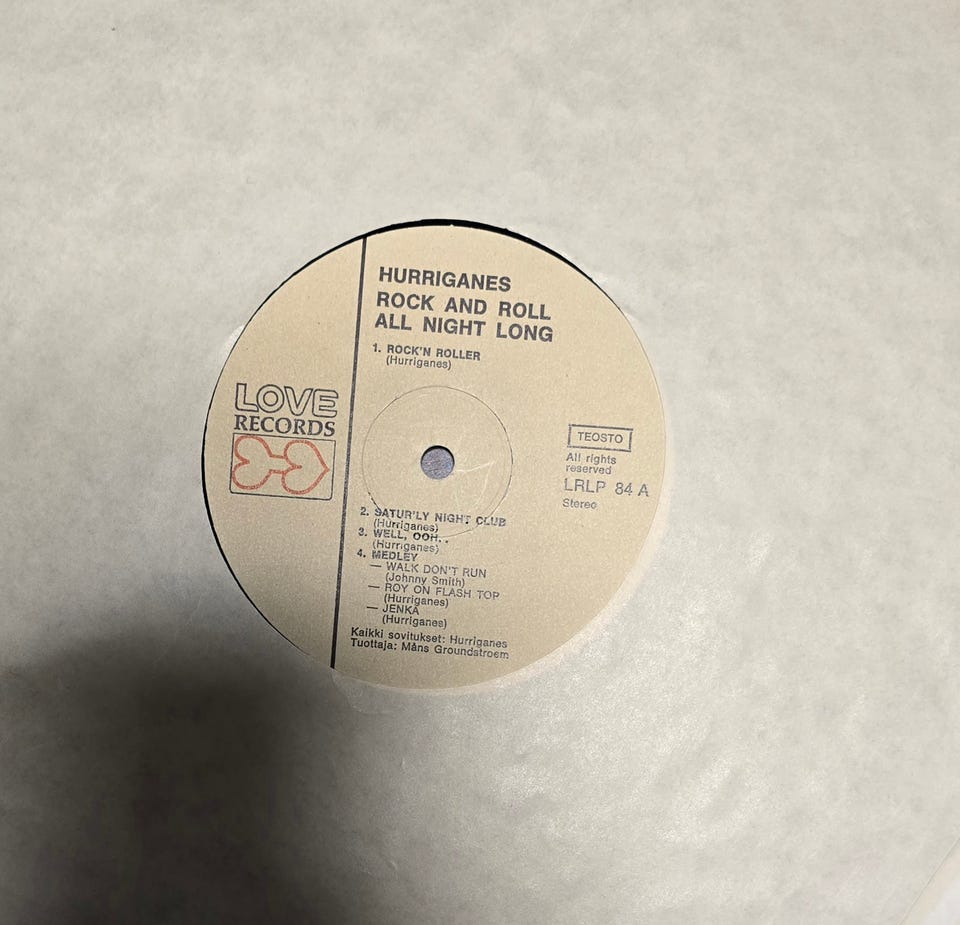 HURRIGANES
ROCK AND ROLL
ALL NIGHT LONG
1. ROCK'N ROLLER
(Hurriganes)
LOVE
RECORDS
TEOSTO
All rights
reserved
LRLP 84 A
Stereo
2. SATUR'LY NIGHT CLUB
(Hurriganes)
3. WELL, OOH..
(Hurriganes)
4. MEDLEY
— WALK DON'T RUN
(Johnny Smith)
— ROY ON FLASH TOP
(Hurriganes)
— JENKA
(Hurriganes)
Kaikki sovitukset: Hurriganes
Tuottaja: Måns Groundstroem